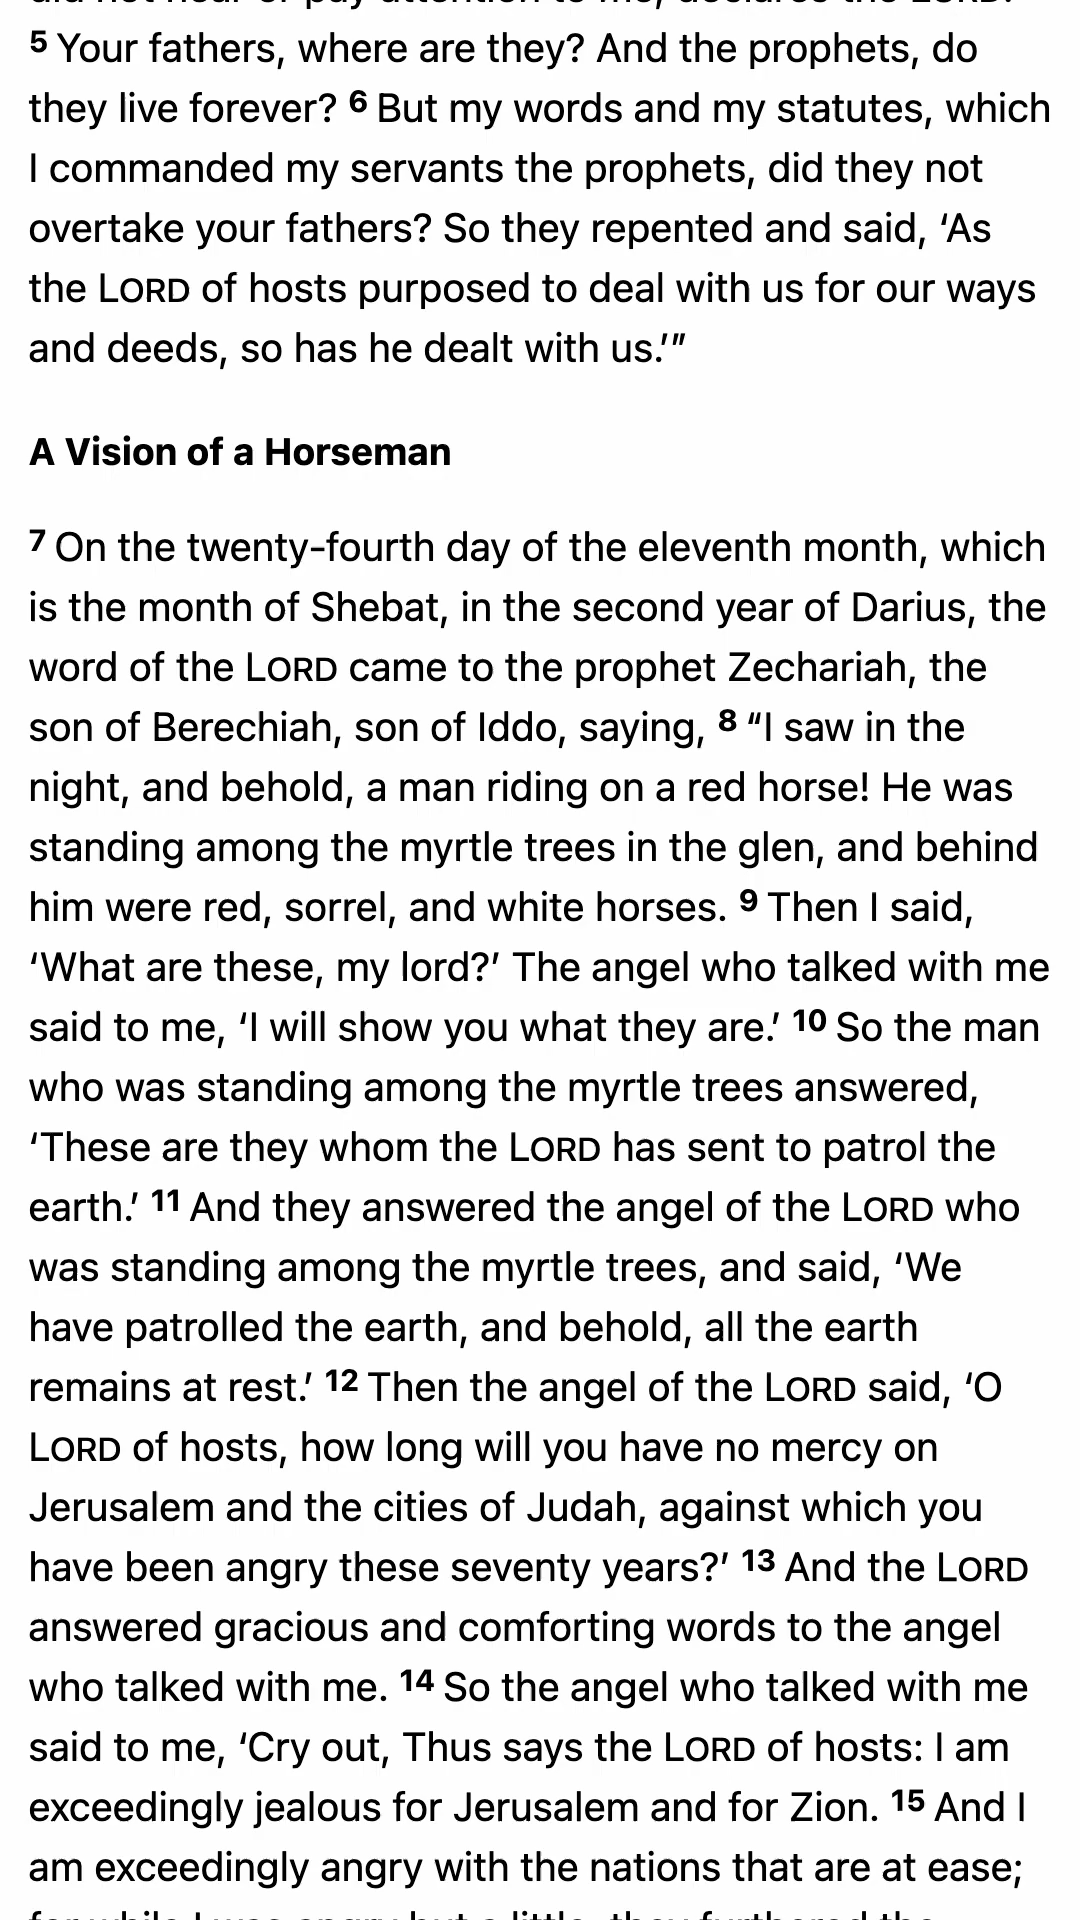 5 Your fathers, where are they? And the prophets, do
they live forever? 6 But my words and my statutes, which
I commanded my servants the prophets, did they not
overtake your fathers? So they repented and said, ‘As
the LORD of hosts purposed to deal with us for our ways
and deeds, so has he dealt with us.’”
A Vision of a Horseman
7 On the twenty-fourth day of the eleventh month, which
is the month of Shebat, in the second year of Darius, the
word of the LORD came to the prophet Zechariah, the
son of Berechiah, son of Iddo, saying, 8 “I saw in the
night, and behold, a man riding on a red horse! He was
standing among the myrtle trees in the glen, and behind
him were red, sorrel, and white horses. 9 Then I said,
‘What are these, my lord?’ The angel who talked with me
said to me, ‘I will show you what they are.’ 10 So the man
who was standing among the myrtle trees answered,
‘These are they whom the LORD has sent to patrol the
earth.’ 11 And they answered the angel of the LORD who
was standing among the myrtle trees, and said, ‘We
have patrolled the earth, and behold, all the earth
remains at rest.’ 12 Then the angel of the LORD said, ‘O
LORD of hosts, how long will you have no mercy on
Jerusalem and the cities of Judah, against which you
have been angry these seventy years?’ 13 And the LORD
answered gracious and comforting words to the angel
who talked with me. 14 So the angel who talked with me
said to me, ‘Cry out, Thus says the LORD of hosts: I am
exceedingly jealous for Jerusalem and for Zion. 15 And I
am exceedingly angry with the nations that are at ease;